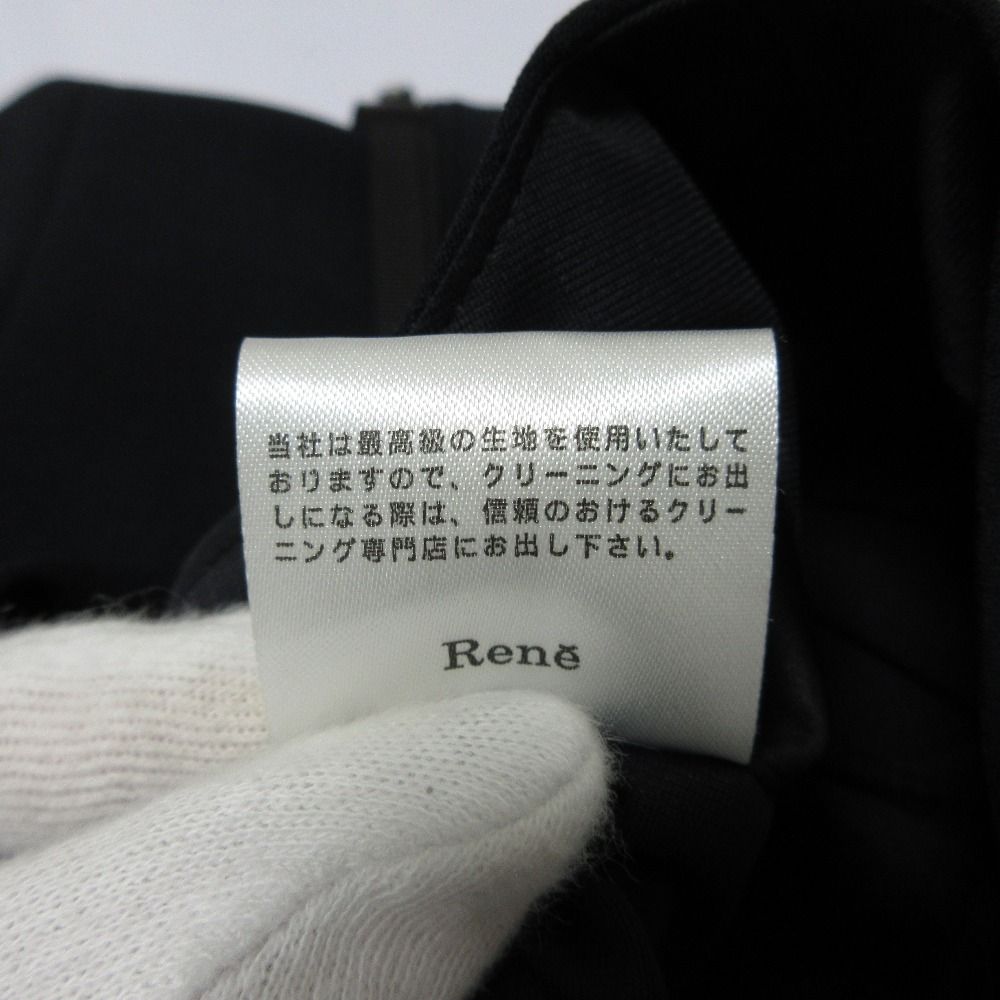 当社は最高級の生地を使用いたして
おりますので、クリーニングにお出
しになる際は、信頼のおけるクリー
ニング専門店にお出し下さい。
Renĕ